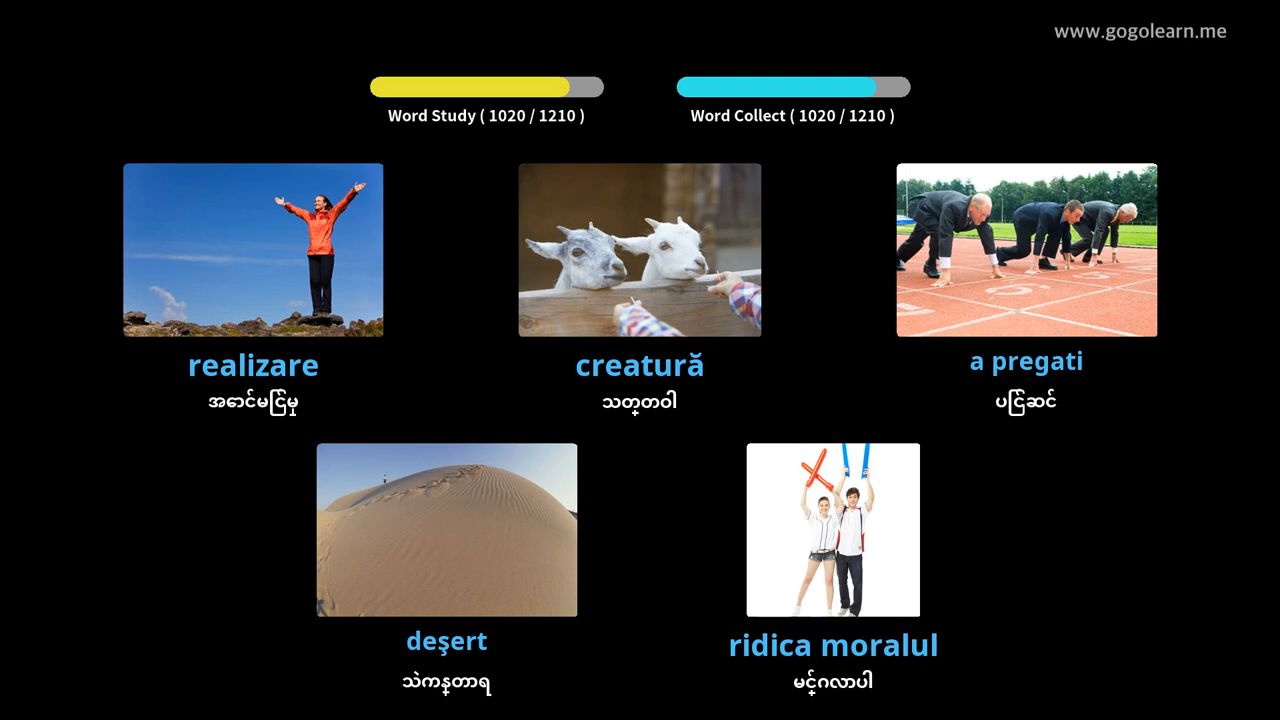 www.gogolearn.me
Word Study ( 1020 / 1210 )
Word Collect ( 1020 / 1210 )
realizare
အောင်မြင်မှု
creatură
သတ္တဝါ
a pregati
ပြင်ဆင်
deşert
သဲကန္တာရ
ridica moralul
မင်္ဂလာပါ